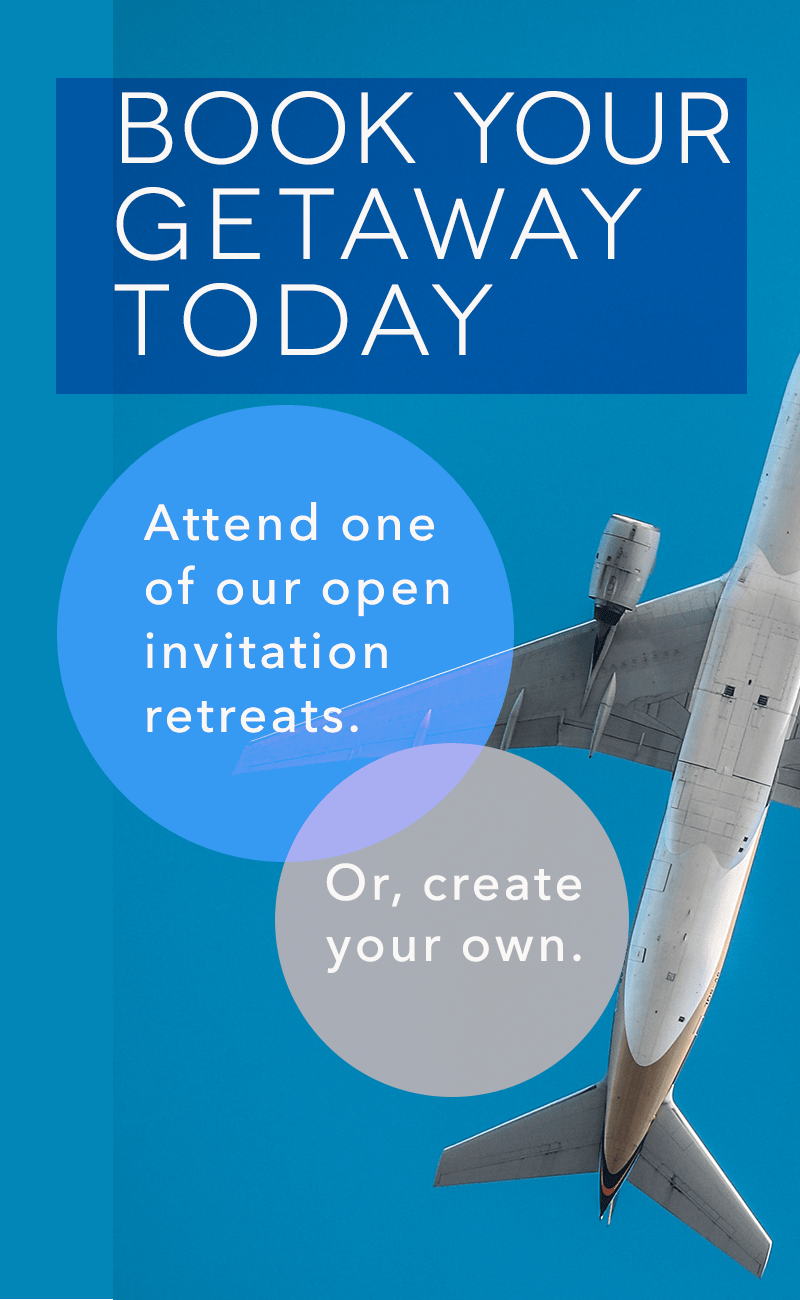 BOOK YOUR
GETAWAY
TODAY
Attend one
of our open
invitation
retreats.
Or, create
your own.